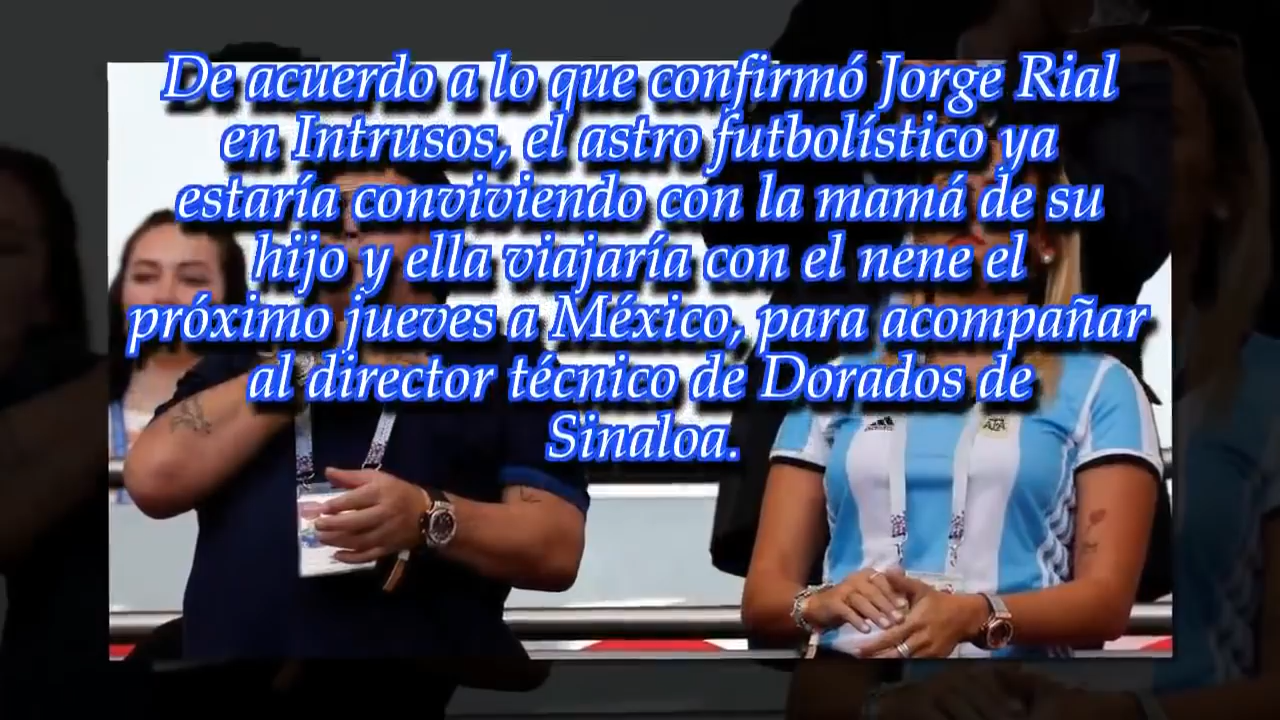 De acuerdo a lo que confirmó Jorge Rial
en Intrusos, el astro futbolístico ya
estaría conviviendo con la mamá de su
hijo y ella viajaría con el nene el
próximo jueves a México, para acompañar
al director técnico de Dorados de
Sinaloa.
AFA